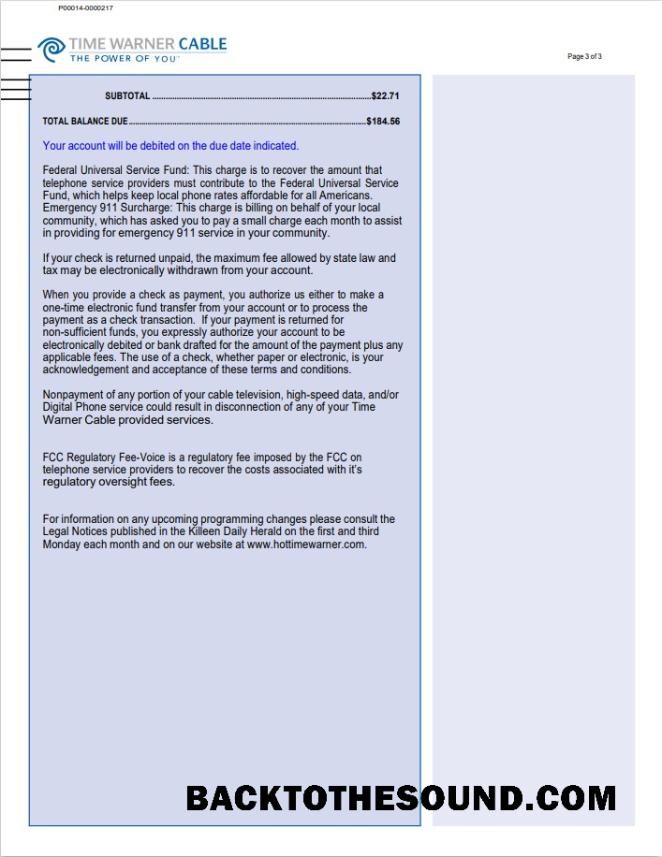 P00014-0000217
TIME WARNER CABLE
THE POWER OF YOU™
Page 3 of 3
SUBTOTAL ........................................................................$22.71
TOTAL BALANCE DUE..............................................................................$184.56
Your account will be debited on the due date indicated.
Federal Universal Service Fund: This charge is to recover the amount that
telephone service providers must contribute to the Federal Universal Service
Fund, which helps keep local phone rates affordable for all Americans.
Emergency 911 Surcharge: This charge is billing on behalf of your local
community, which has asked you to pay a small charge each month to assist
in providing for emergency 911 service in your community.
If your check is returned unpaid, the maximum fee allowed by state law and
tax may be electronically withdrawn from your account.
When you provide a check as payment, you authorize us either to make a
one-time electronic fund transfer from your account or to process the
payment as a check transaction. If your payment is returned for
non-sufficient funds, you expressly authorize your account to be
electronically debited or bank drafted for the amount of the payment plus any
applicable fees. The use of a check, whether paper or electronic, is your
acknowledgement and acceptance of these terms and conditions.
Nonpayment of any portion of your cable television, high-speed data, and/or
Digital Phone service could result in disconnection of any of your Time
Warner Cable provided services.
FCC Regulatory Fee-Voice is a regulatory fee imposed by the FCC on
telephone service providers to recover the costs associated with it's
regulatory oversight fees.
For information on any upcoming programming changes please consult the
Legal Notices published in the Killeen Daily Herald on the first and third
Monday each month and on our website at www.hottimewarner.com.
BACKTOTHESOUND.COM